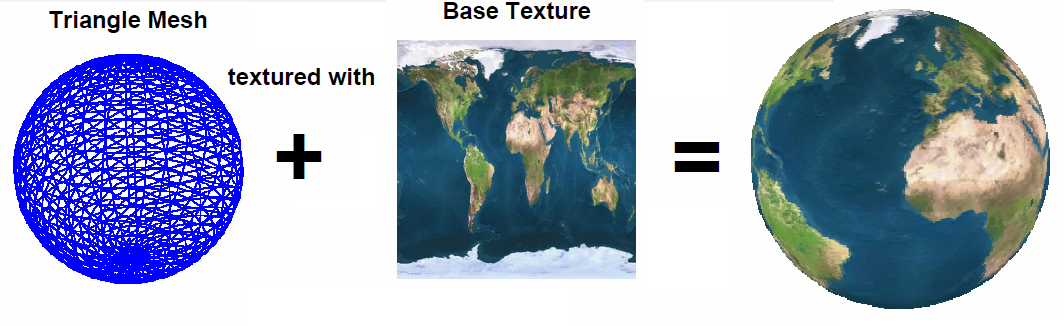 Triangle Mesh
textured with
+
Base Texture
=